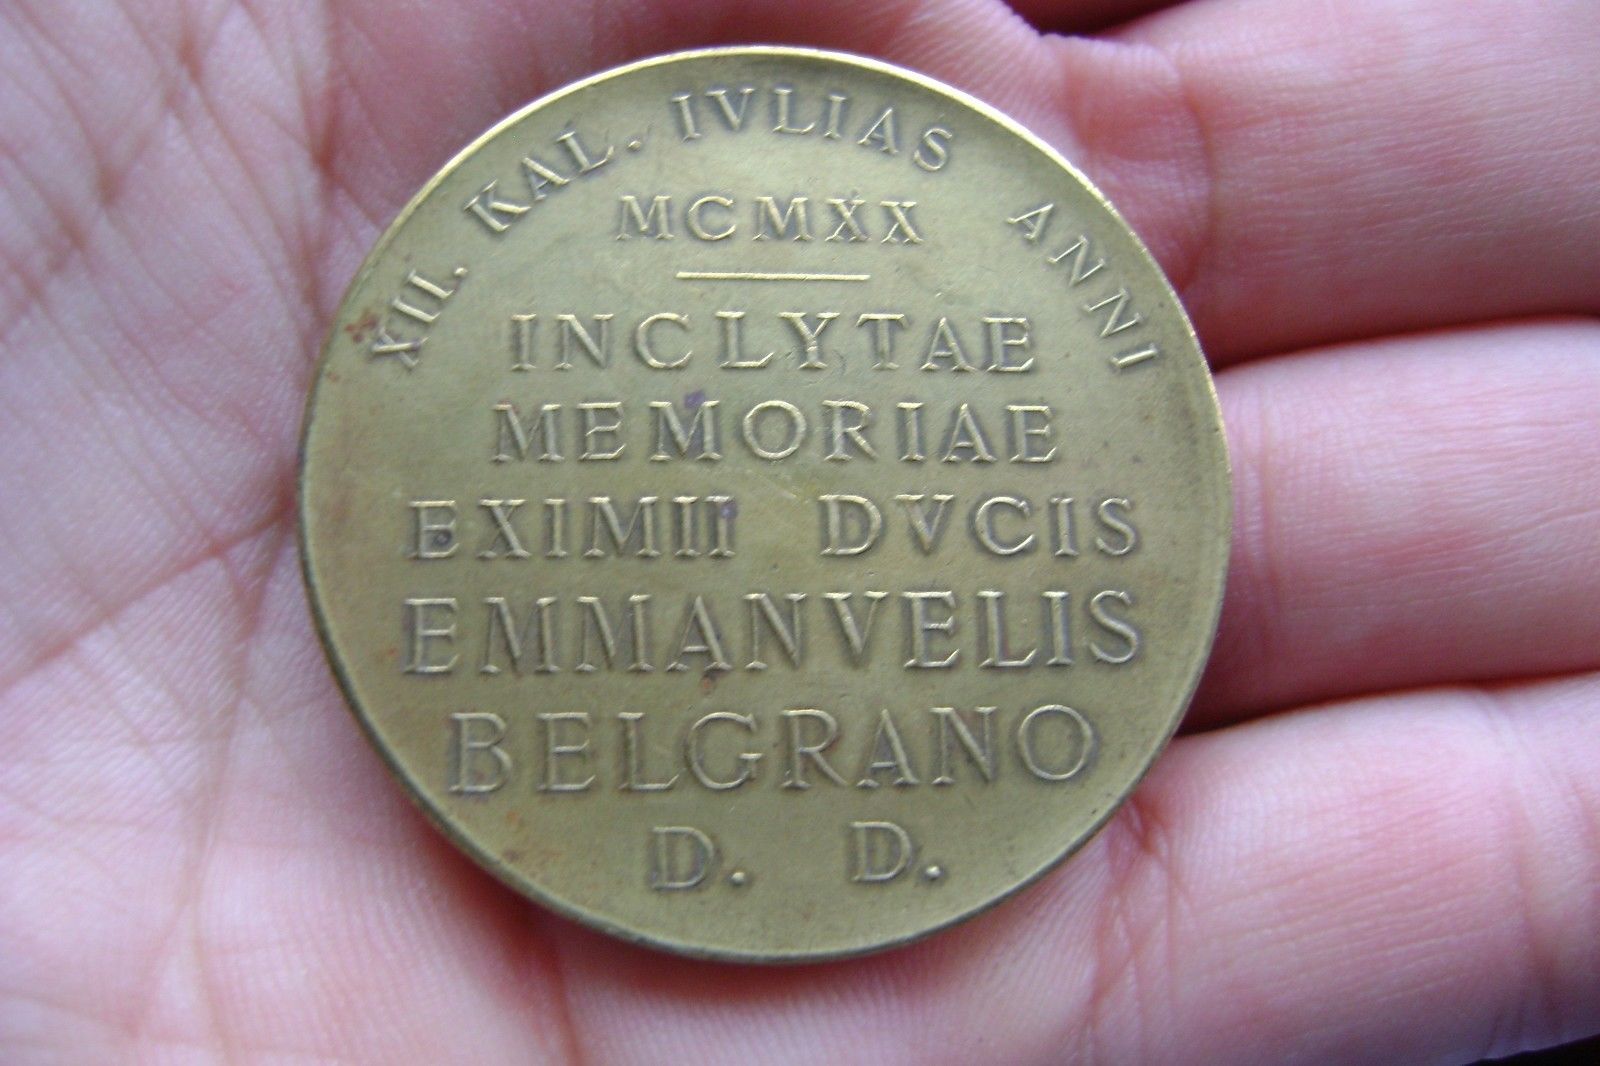 XII. KAL. IVLIAS ANNI
MCMXX
INCLYTAE
MEMORIAE
EXIMII DVCIS
EMMANVELIS
BELGRANO
D. D.